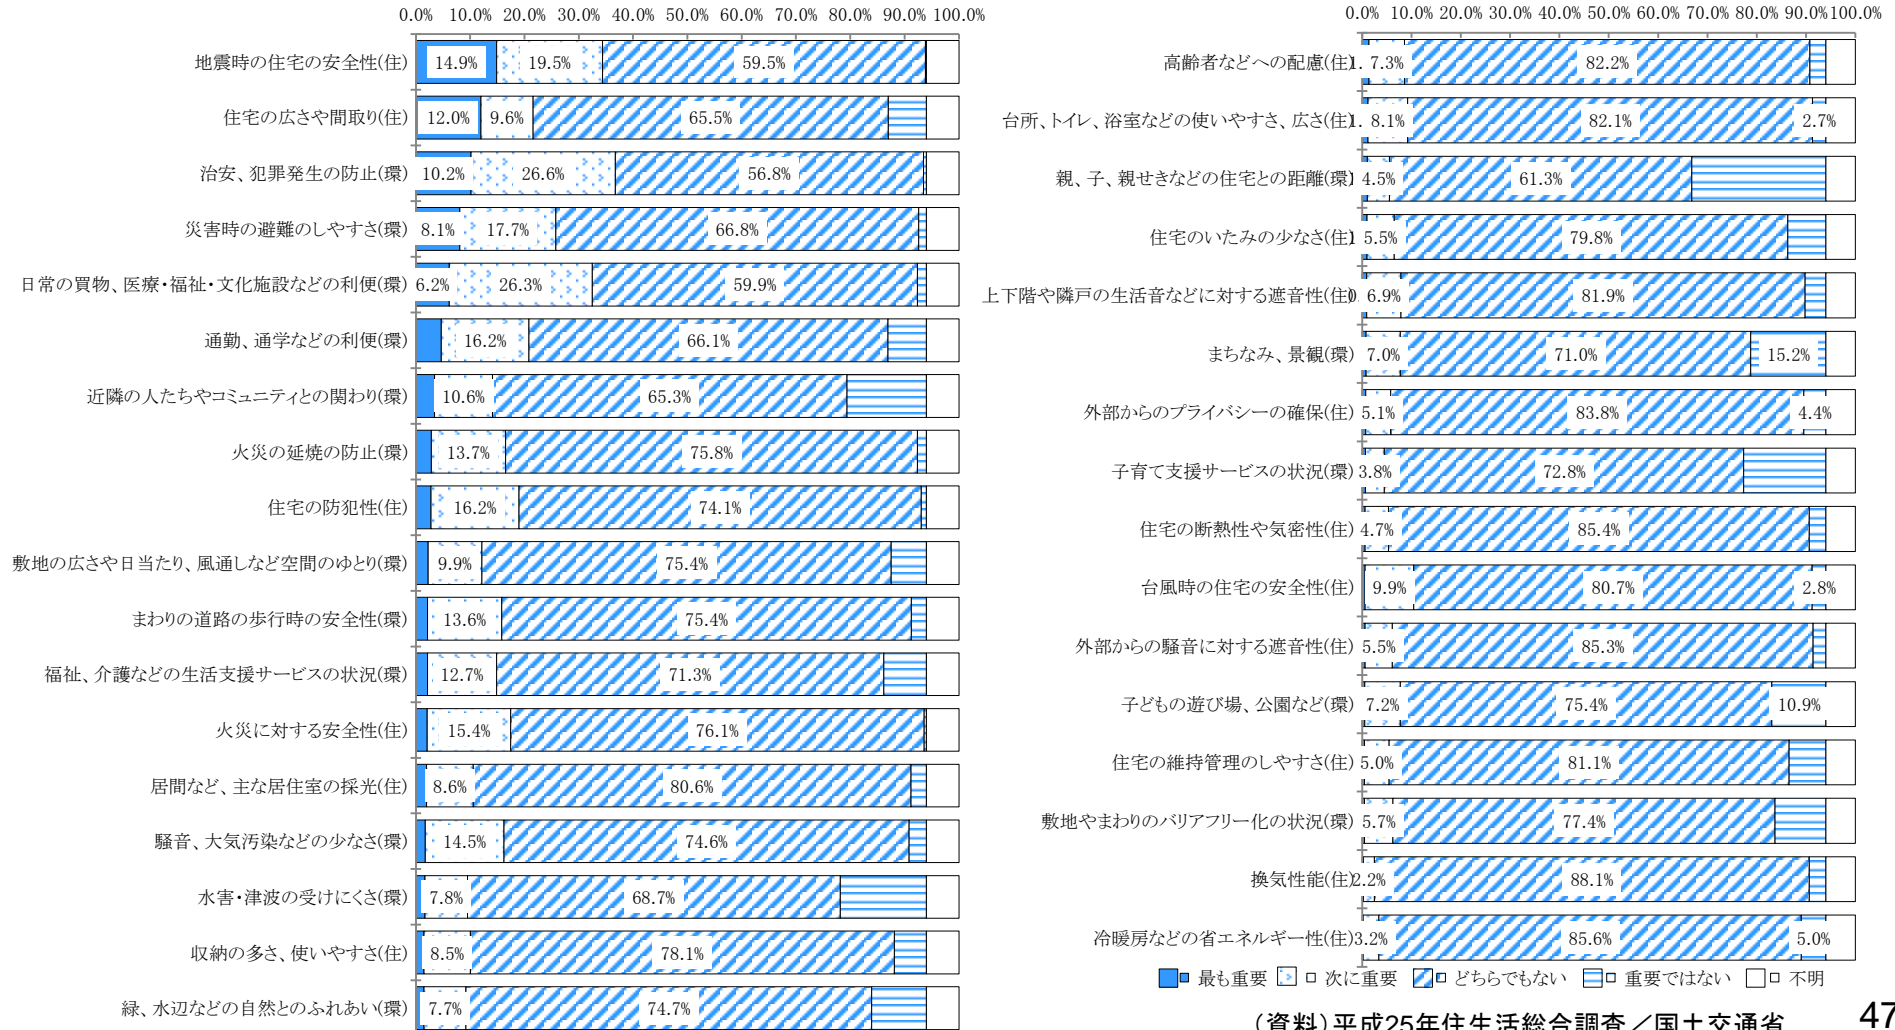 0.0% 10.0% 20.0% 30.0% 40.0% 50.0% 60.0% 70.0% 80.0% 90.0% 100.0%
地震時の住宅の安全性(住) 14.9% 19.5% 59.5%
住宅の広さや間取り(住) 12.0% 9.6% 65.5%
治安、犯罪発生の防止(環) 10.2% 26.6% 56.8%
災害時の避難のしやすさ(環) 8.1% 17.7% 66.8%
日常の買物、医療・福祉・文化施設などの利便(環) 6.2% 26.3% 59.9%
通勤、通学などの利便(環) 16.2% 66.1%
近隣の人たちやコミュニティとの関わり(環) 10.6% 65.3%
火災の延焼の防止(環) 13.7% 75.8%
住宅の防犯性(住) 16.2% 74.1%
敷地の広さや日当たり、風通しなど空間のゆとり(環) 9.9% 75.4%
まわりの道路の歩行時の安全性(環) 13.6% 75.4%
福祉、介護などの生活支援サービスの状況(環) 12.7% 71.3%
火災に対する安全性(住) 15.4% 76.1%
居間など、主な居住室の採光(住) 8.6% 80.6%
騒音、大気汚染などの少なさ(環) 14.5% 74.6%
水害・津波の受けにくさ(環) 7.8% 68.7%
収納の多さ、使いやすさ(住) 8.5% 78.1%
緑、水辺などの自然とのふれあい(環) 7.7% 74.7%
0.0% 10.0% 20.0% 30.0% 40.0% 50.0% 60.0% 70.0% 80.0% 90.0% 100.0%
高齢者などへの配慮(住) 1. 7.3% 82.2%
台所、トイレ、浴室などの使いやすさ、広さ(住) 1. 8.1% 82.1% 2.7%
親、子、親せきなどの住宅との距離(環) 4.5% 61.3%
住宅のいたみの少なさ(住) 5.5% 79.8%
上下階や隣戸の生活音などに対する遮音性(住) 6.9% 81.9%
まちなみ、景観(環) 7.0% 71.0% 15.2%
外部からのプライバシーの確保(住) 5.1% 83.8% 4.4%
子育て支援サービスの状況(環) 3.8% 72.8%
住宅の断熱性や気密性(住) 4.7% 85.4%
台風時の住宅の安全性(住) 9.9% 80.7% 2.8%
外部からの騒音に対する遮音性(住) 5.5% 85.3%
子どもの遊び場、公園など(環) 7.2% 75.4% 10.9%
住宅の維持管理のしやすさ(住) 5.0% 81.1%
敷地やまわりのバリアフリー化の状況(環) 5.7% 77.4%
換気性能(住) 2.2% 88.1%
冷暖房などの省エネルギー性(住) 3.2% 85.6% 5.0%
最も重要 次に重要 どちらでもない 重要ではない 不明
(資料)平成25年住生活総合調査/国土交通省
47